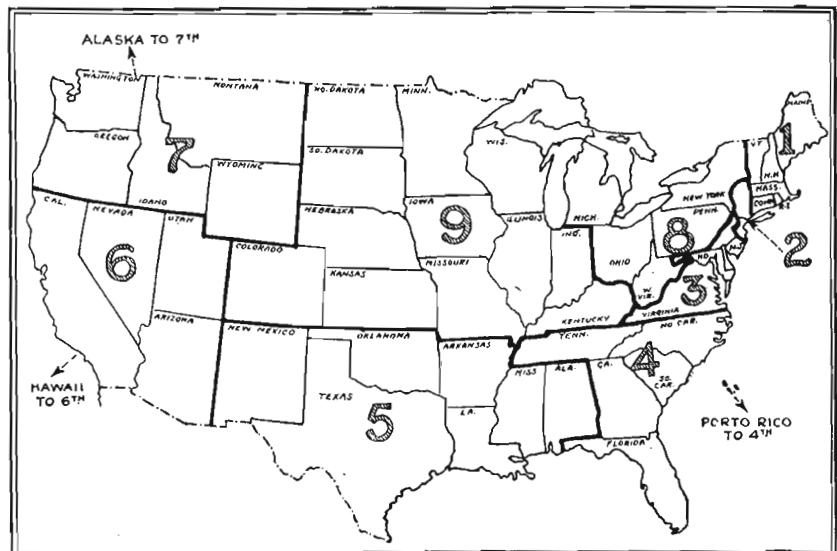 ALASKA TO 7TH
WASHINGTON
MONTANA
NO. DAKOTA
MINN.
MAINE
OREGON
7
IDAHO
WYOMING
SO. DAKOTA
WIS.
VT
1
N.H.
MASS.
CONN.
R.I.
NEW YORK
CAL.
NEVADA
UTAH
NEBRASKA
IOWA
9
ILLINOIS
MICH.
IND.
OHIO
PENN.
8
N.J.
2
6
COLORADO
KANSAS
MISSOURI
W.
VIR.
MD.
3
VIRGINIA
KENTUCKY
ARIZONA
NEW MEXICO
OKLAHOMA
ARKANSAS
TENN.
NO CAR.
HAWAII
TO 6TH
TEXAS
5
LA.
MISS
ALA.
GA.
4
SO.
CAR.
FLORIDA
PORTO RICO
TO 4TH